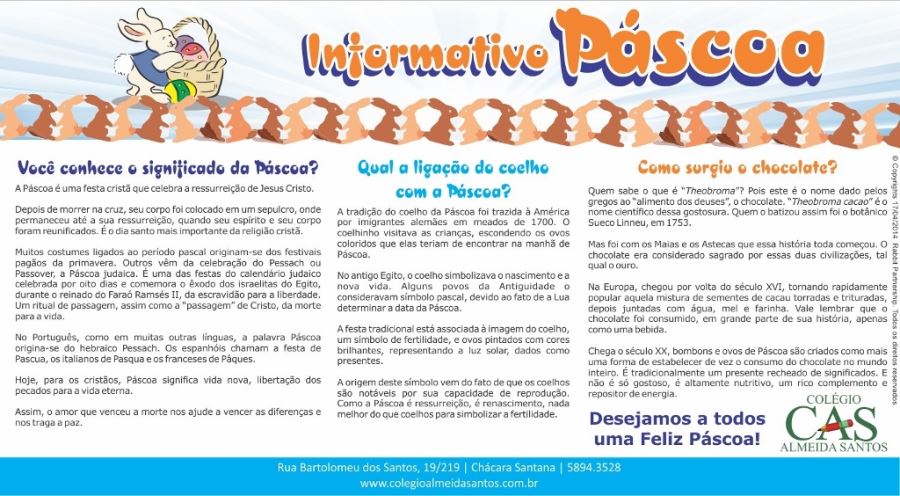 Informativo Páscoa
Você conhece o significado da Páscoa?
A Páscoa é uma festa cristã que celebra a ressurreição de Jesus Cristo.
Depois de morrer na cruz, seu corpo foi colocado em um sepulcro, onde
permaneceu até a sua ressurreição, quando seu espírito e seu corpo
foram reunificados. É o dia santo mais importante da religião cristã.
Muitos costumes ligados ao período pascal originam-se dos festivais
pagãos da primavera. Outros vêm da celebração do Pessach ou
Passover, a Páscoa judaica. É uma das festas do calendário judaico
celebrada por oito dias e comemora o êxodo dos israelitas do Egito,
durante o reinado do Faraó Ramsés II, da escravidão para a liberdade.
Um ritual de passagem, assim como a "passagem" de Cristo, da morte
para a vida.
No Português, como em muitas outras línguas, a palavra Páscoa
origina-se do hebraico Pessach. Os espanhóis chamam a festa de
Pascua, os italianos de Pasqua e os franceses de Pâques.
Hoje, para os cristãos, Páscoa significa vida nova, libertação dos
pecados para a vida eterna.
Assim, o amor que venceu a morte nos ajude a vencer as diferenças e
nos traga a paz.
Qual a ligação do coelho
com a Páscoa?
A tradição do coelho da Páscoa foi trazida à América
por imigrantes alemães em meados de 1700. O
coelhinho visitava as crianças, escondendo os ovos
coloridos que elas teriam de encontrar na manhã de
Páscoa.
No antigo Egito, o coelho simbolizava o nascimento e a
nova vida. Alguns povos da Antiguidade o
consideravam símbolo pascal, devido ao fato de a Lua
determinar a data da Páscoa.
A festa tradicional está associada à imagem do coelho,
um símbolo de fertilidade, e ovos pintados com cores
brilhantes, representando a luz solar, dados como
presentes.
A origem deste símbolo vem do fato de que os coelhos
são notáveis por sua capacidade de reprodução.
Como a Páscoa é ressurreição, é renascimento, nada
melhor do que coelhos para simbolizar a fertilidade.
Como surgiu o chocolate?
Quem sabe o que é "Theobroma"? Pois este é o nome dado pelos
gregos ao "alimento dos deuses", o chocolate. "Theobroma cacao" é o
nome científico dessa gostosura. Quem o batizou assim foi o botânico
Sueco Linneu, em 1753.
Mas foi com os Maias e os Astecas que essa história toda começou. O
chocolate era considerado sagrado por essas duas civilizações, tal
qual o ouro.
Na Europa, chegou por volta do século XVI, tornando rapidamente
popular aquela mistura de sementes de cacau torradas e trituradas,
depois juntadas com água, mel e farinha. Vale lembrar que o
chocolate foi consumido, em grande parte de sua história, apenas
como uma bebida.
Chega o século XX, bombons e ovos de Páscoa são criados como mais
uma forma de estabelecer de vez o consumo do chocolate no mundo
inteiro. É tradicionalmente um presente recheado de significados. E
não é só gostoso, é altamente nutritivo, um rico complemento e
repositor de energia.
Desejamos a todos
uma Feliz Páscoa!
COLÉGIO
CAS
ALMEIDA SANTOS
© Copyrights 17/04/2014 Rabbit Partnership Todos os direitos reservados
Rua Bartolomeu dos Santos, 19/219 | Chácara Santana | 5894.3528
www.colegioalmeidasantos.com.br